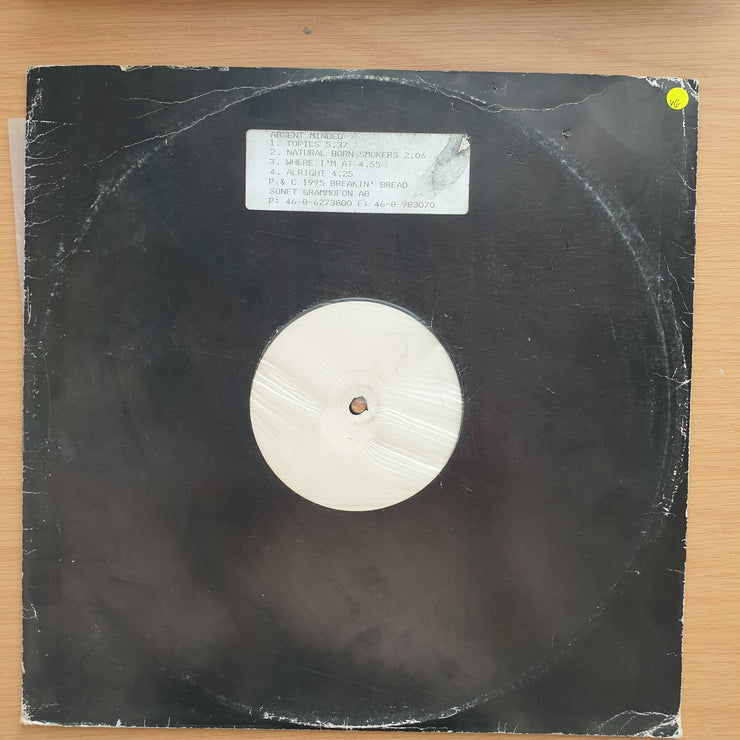 ABSENT MINDED
1. TOPIES 5.37
2. NATURAL BORN SMOKERS 2.06
3. WHERE I'M AT 4.55
4. ALRIGHT 4.25
P & C 1995 BREAKIN' BREAD
SONET GRAMMOFON AB
P: 46-8-6273800 F: 46-8-983070
VG